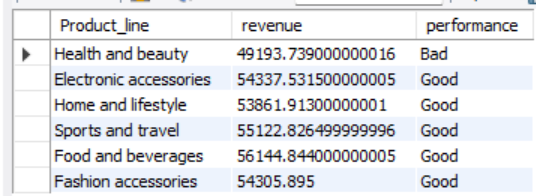 Product_line revenue performance
Health and beauty 49193.739000000016 Bad
Electronic accessories 54337.531500000005 Good
Home and lifestyle 53861.91300000001 Good
Sports and travel 55122.826499999996 Good
Food and beverages 56144.844000000005 Good
Fashion accessories 54305.895 Good